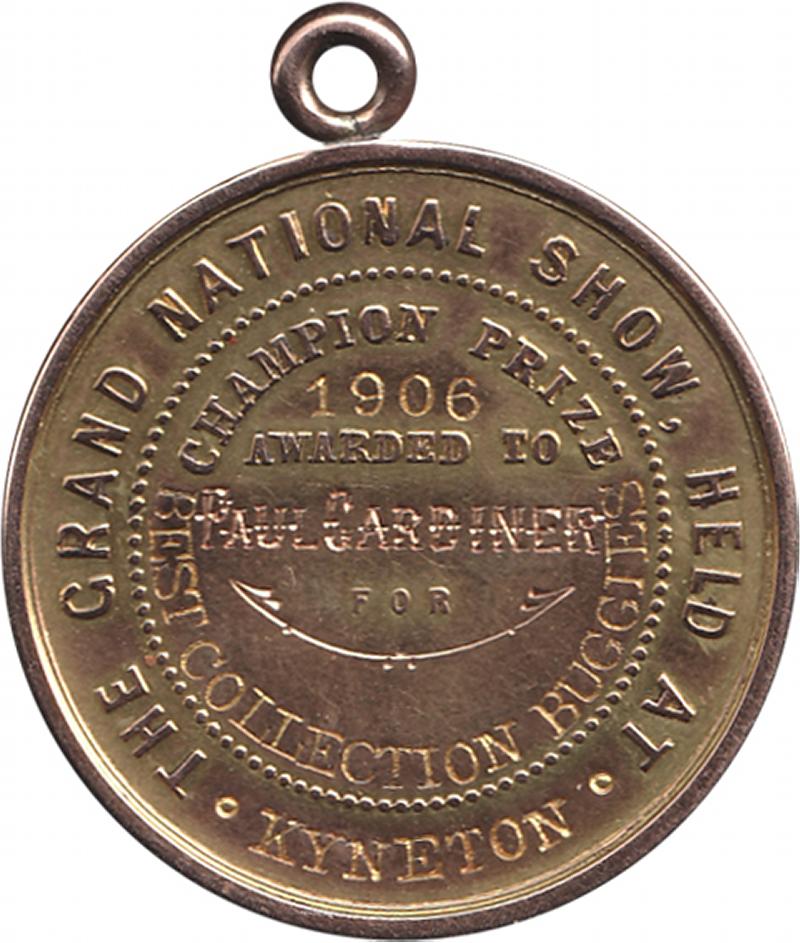 THE GRAND NATIONAL SHOW, HELD AT
• KYNETON •
CHAMPION PRIZE
1906
AWARDED TO
PAUL GARDINER
FOR
BEST COLLECTION BUGGIES